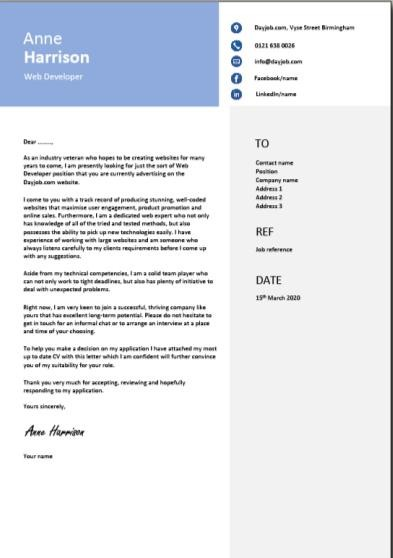 Anne
Harrison
Web Developer
Dayjob.com, Vyse Street Birmingham
0121 638 0026
info@dayjob.com
Facebook/name
LinkedIn/name
Dear ........,
As an industry veteran who hopes to be creating websites for many
years to come, I am presently looking for just the sort of Web
Developer position that you are currently advertising on the
Dayjob.com website.
I come to you with a track record of producing stunning, well-coded
websites that maximise user engagement, product promotion and
online sales. Furthermore, I am a dedicated web expert who not only
has knowledge of all of the tried and tested methods, but also
possesses the ability to pick up new technologies easily. I have
experience of working with large websites and am someone who
always listens carefully to my clients requirements before I come up
with any suggestions.
Aside from my technical competencies, I am a solid team player who
can not only work to tight deadlines, but also has plenty of initiative to
deal with unexpected problems.
Right now, I am very keen to join a successful, thriving company like
yours that has excellent long-term potential. Please do not hesitate to
get in touch for an informal chat or to arrange an interview at a place
and time of your choosing.
To help you make a decision on my application I have attached my most
up to date CV with this letter which I am confident will further convince
you of my suitability for your role.
Thank you very much for accepting, reviewing and hopefully
responding to my application.
Yours sincerely,
Anne Harrison
Your name
TO
Contact name
Position
Company name
Address 1
Address 2
Address 3
REF
Job reference
DATE
15th March 2020